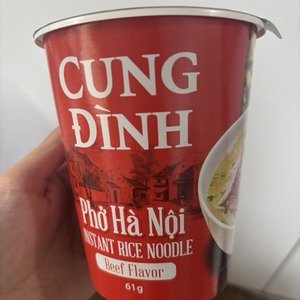 CUNG
ĐÌNH
Phở Hà Nội
INSTANT RICE NOODLE
Beef Flavor
61g